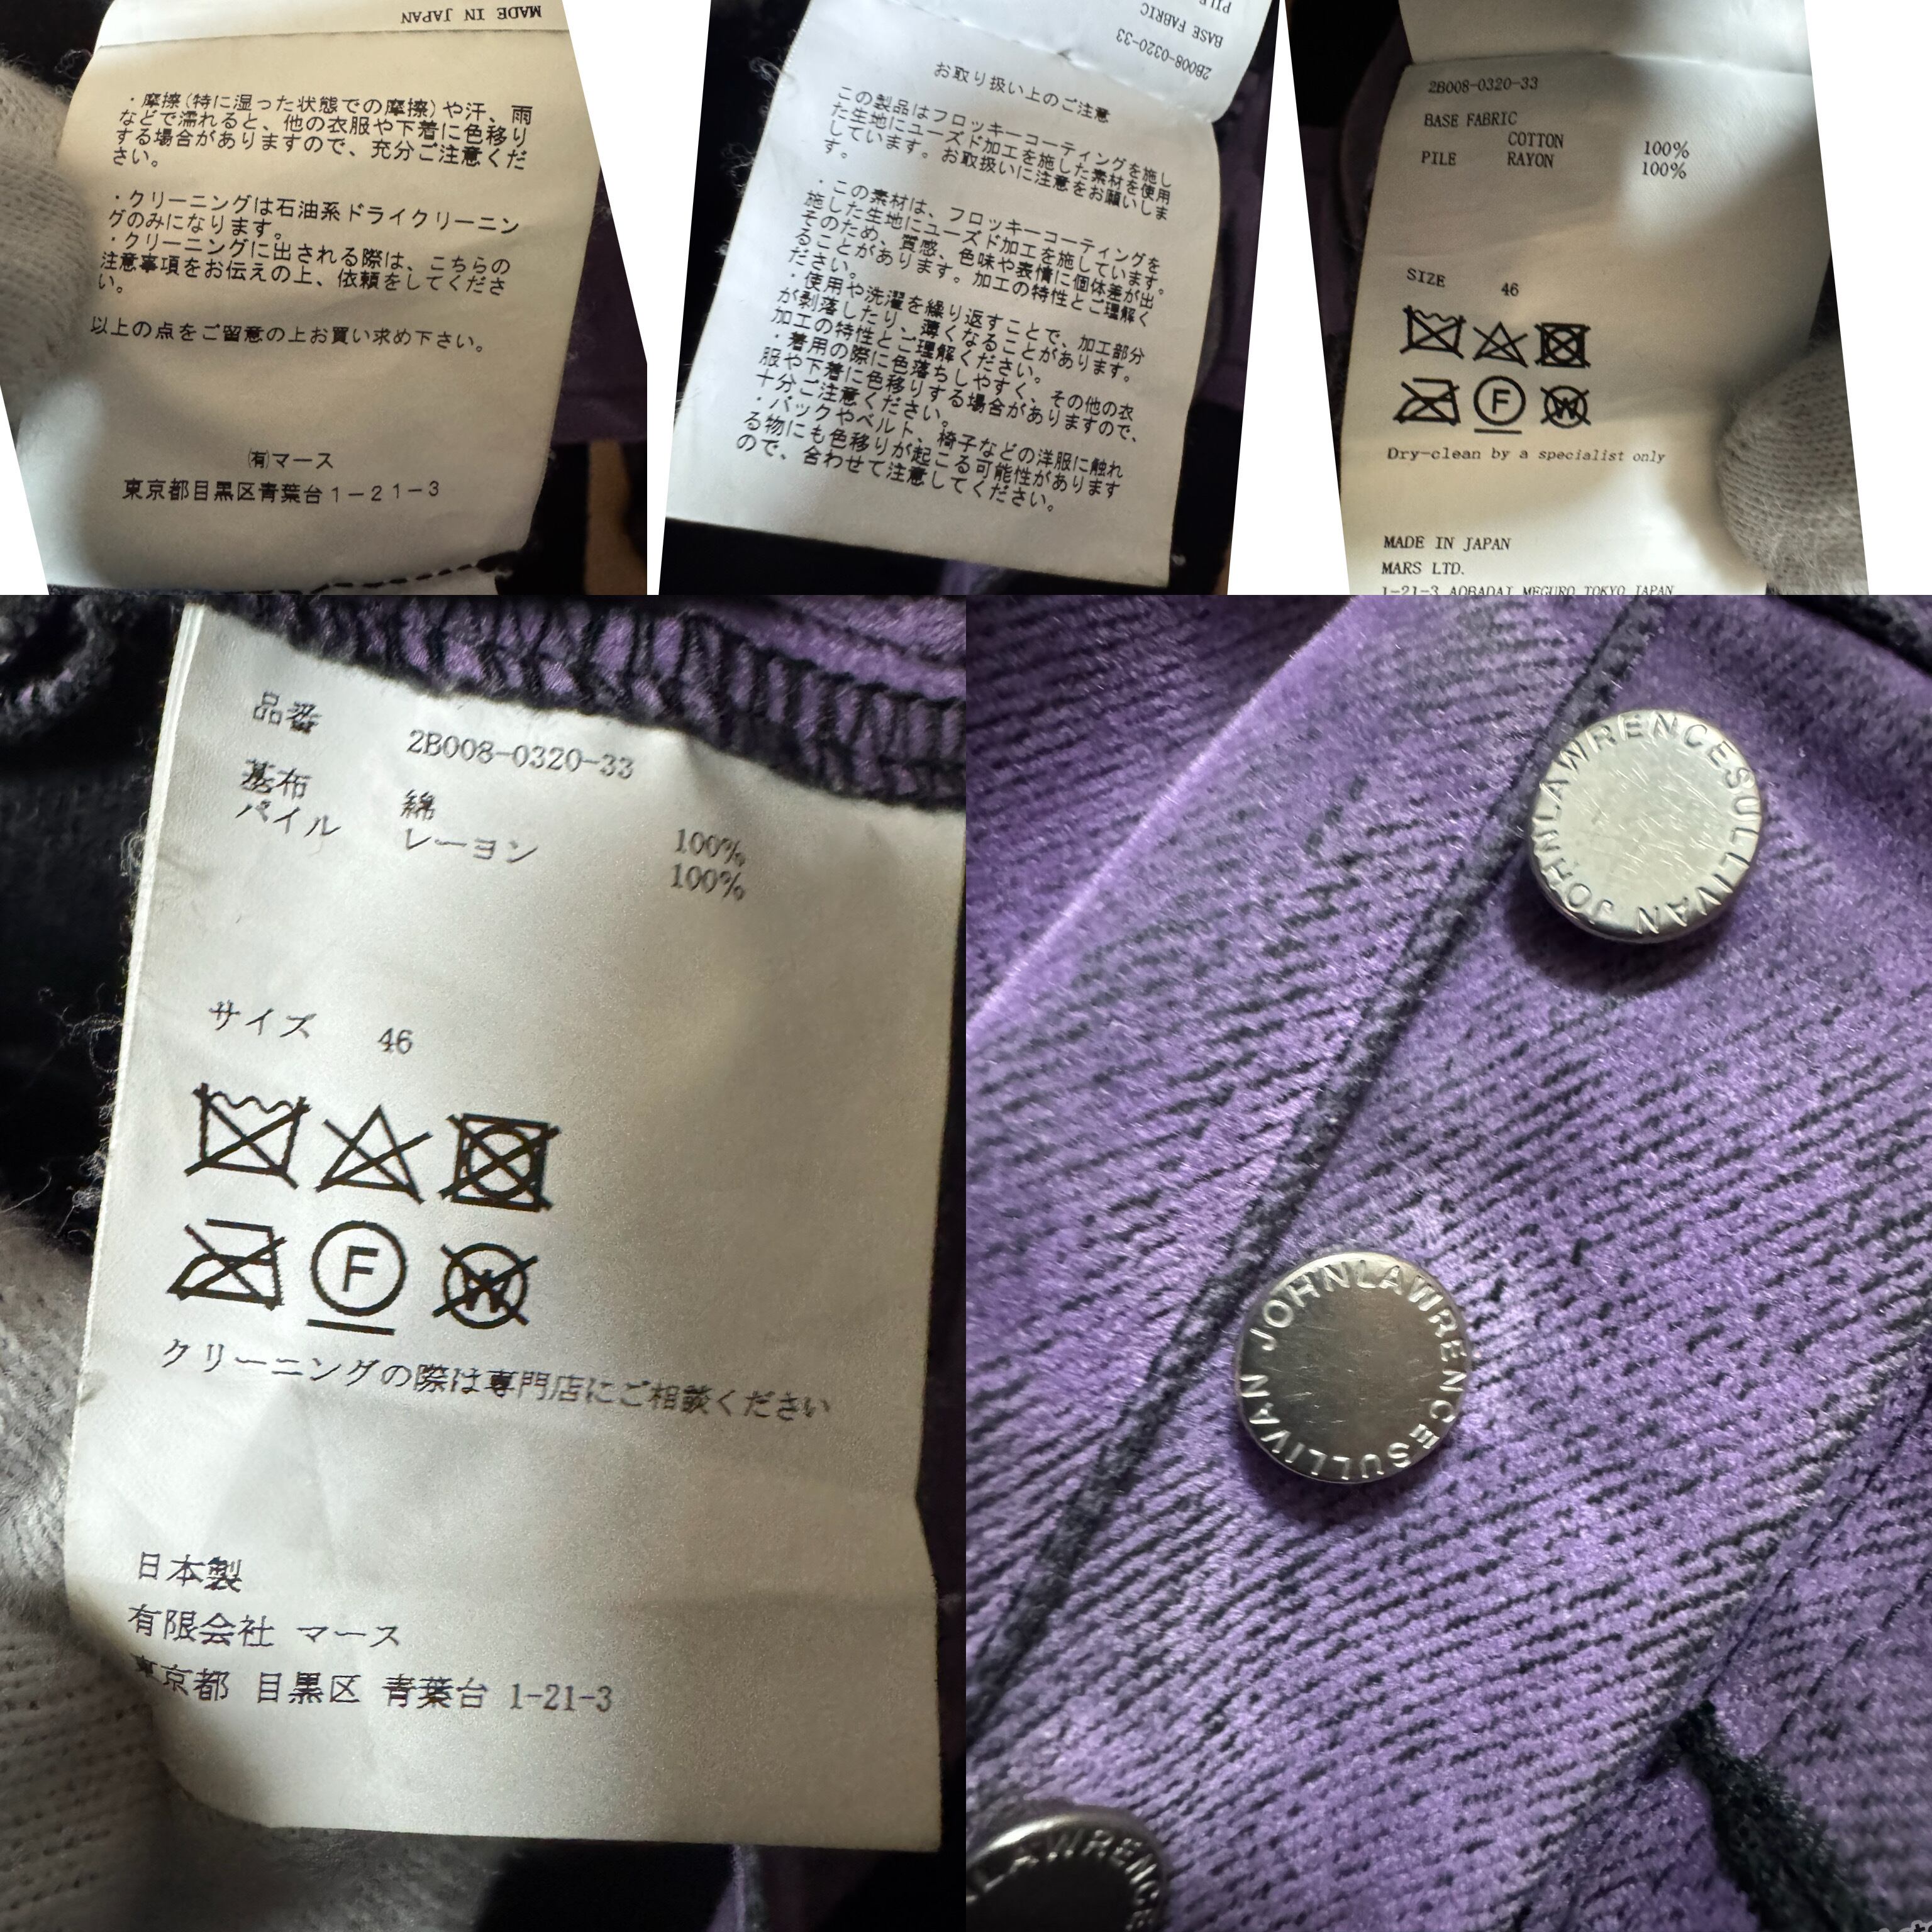 MADE IN JAPAN
・摩擦(特に湿った状態での摩擦)や汗、雨
などで濡れると、他の衣服や下着に色移り
する場合がありますので、充分ご注意くだ
さい。
・クリーニングは石油系ドライクリーニン
グのみになります。
・クリーニングに出される際は、こちらの
注意事項をお伝えの上、依頼をしてくださ
い。
以上の点をご留意の上お買い求め下さい。
㈲マース
東京都目黒区青葉台1-21-3
2B008-0320-33
BASE FABRIC
お取り扱い上のご注意
この製品はフロッキーコーティングを施し
た生地にユーズド加工を施した素材を使用
しています。お取扱いに注意をお願いしま
す。
・この素材は、フロッキーコーティングを
施した生地にユーズド加工を施しています。
そのため、質感、色味や表情に個体差が出
ることがあります。加工の特性とご理解く
ださい。
・使用や洗濯を繰り返すことで、加工部分
が剥落したり、薄くなることがあります。
加工の特性とご理解ください。
・着用の際に色落ちしやすく、その他の衣
服や下着に色移りする場合がありますので、
十分ご注意ください。
・バックやベルト、椅子などの洋服に触れ
る物にも色移りが起こる可能性があります
ので、合わせて注意してください。
2B008-0320-33
BASE FABRIC
COTTON 100%
PILE RAYON 100%
SIZE 46
F
W
Dry-clean by a specialist only
MADE IN JAPAN
MARS LTD.
1-21-3 AOBADAI MEGURO TOKYO JAPAN
品番 2B008-0320-33
基布 綿 100%
パイル レーヨン 100%
サイズ 46
F
W
クリーニングの際は専門店にご相談ください
日本製
有限会社 マース
東京都 目黒区 青葉台 1-21-3
JOHNLAWRENCESULLIVAN
JOHNLAWRENCESULLIVAN
LAWRENCE